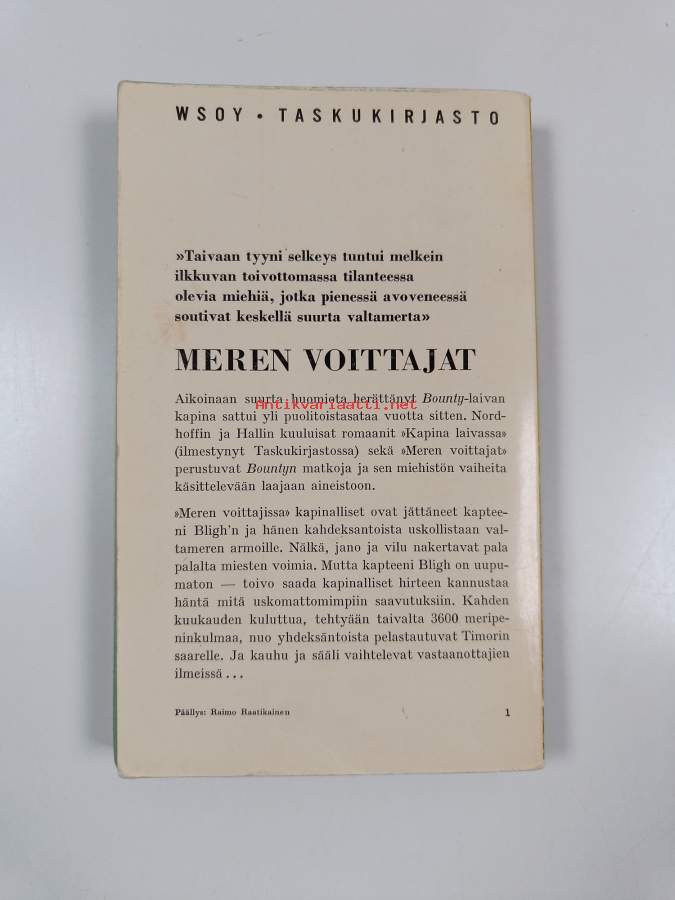 WSOY • TASKUKIRJASTO
»Taivaan tyyni selkeys tuntui melkein
ilkkuvan toivottomassa tilanteessa
olevia miehiä, jotka pienessä avoveneessä
soutivat keskellä suurta valtamerta»
MEREN VOITTAJAT
Aikoinaan suurta huomiota herättänyt Bounty-laivan
Antikvariaatti.net
kapina sattui yli puolitoistasataa vuotta sitten. Nord-
hoffin ja Hallin kuuluisat romaanit »Kapina laivassa»
(ilmestynyt Taskukirjastossa) sekä »Meren voittajat»
perustuvat Bountyn matkoja ja sen miehistön vaiheita
käsittelevään laajaan aineistoon.
»Meren voittajissa» kapinalliset ovat jättäneet kaptee-
ni Bligh'n ja hänen kahdeksantoista uskollistaan val-
tameren armoille. Nälkä, jano ja vilu nakertavat pala
palalta miesten voimia. Mutta kapteeni Bligh on uupu-
maton — toivo saada kapinalliset hirteen kannustaa
häntä mitä uskomattomimpiin saavutuksiin. Kahden
kuukauden kuluttua, tehtyään taivalta 3600 meripe-
ninkulmaa, nuo yhdeksäntoista pelastautuvat Timorin
saarelle. Ja kauhu ja sääli vaihtelevat vastaanottajien
ilmeissä ...
Päällys: Raimo Raatikainen 1